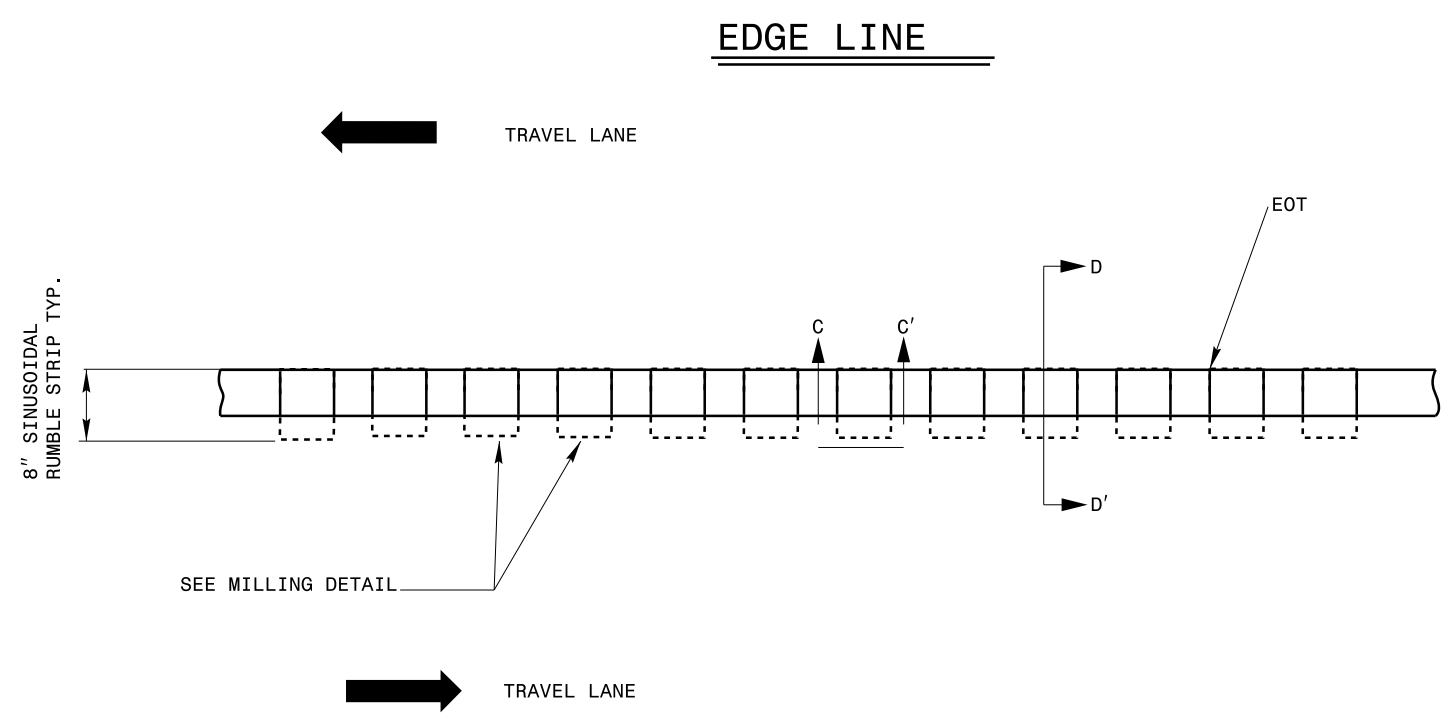 EDGE LINE
TRAVEL LANE
EOT
D
C
C'
8" SINUSOIDAL
RUMBLE STRIP TYP.
D'
SEE MILLING DETAIL
TRAVEL LANE